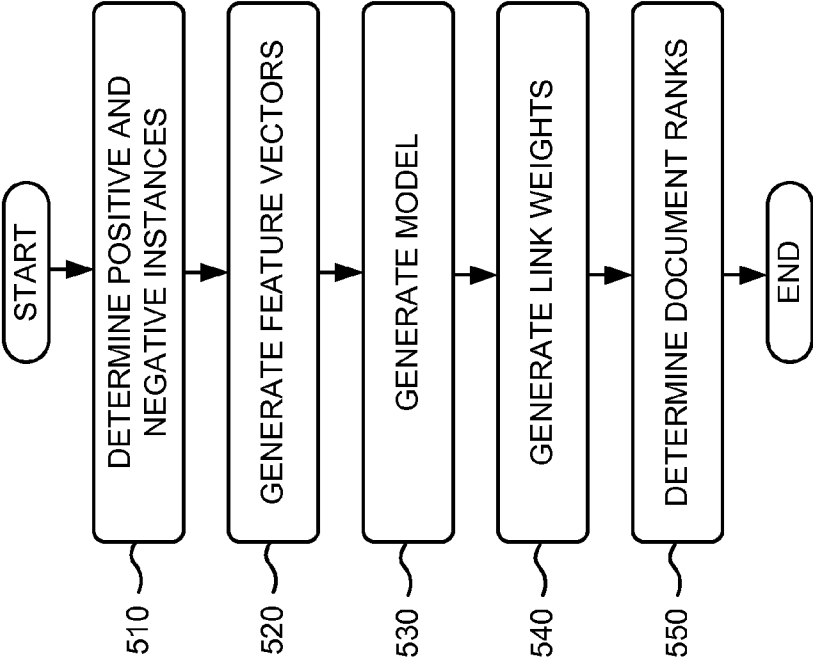 START
510
DETERMINE POSITIVE AND
NEGATIVE INSTANCES
520
GENERATE FEATURE VECTORS
530
GENERATE MODEL
540
GENERATE LINK WEIGHTS
550
DETERMINE DOCUMENT RANKS
END